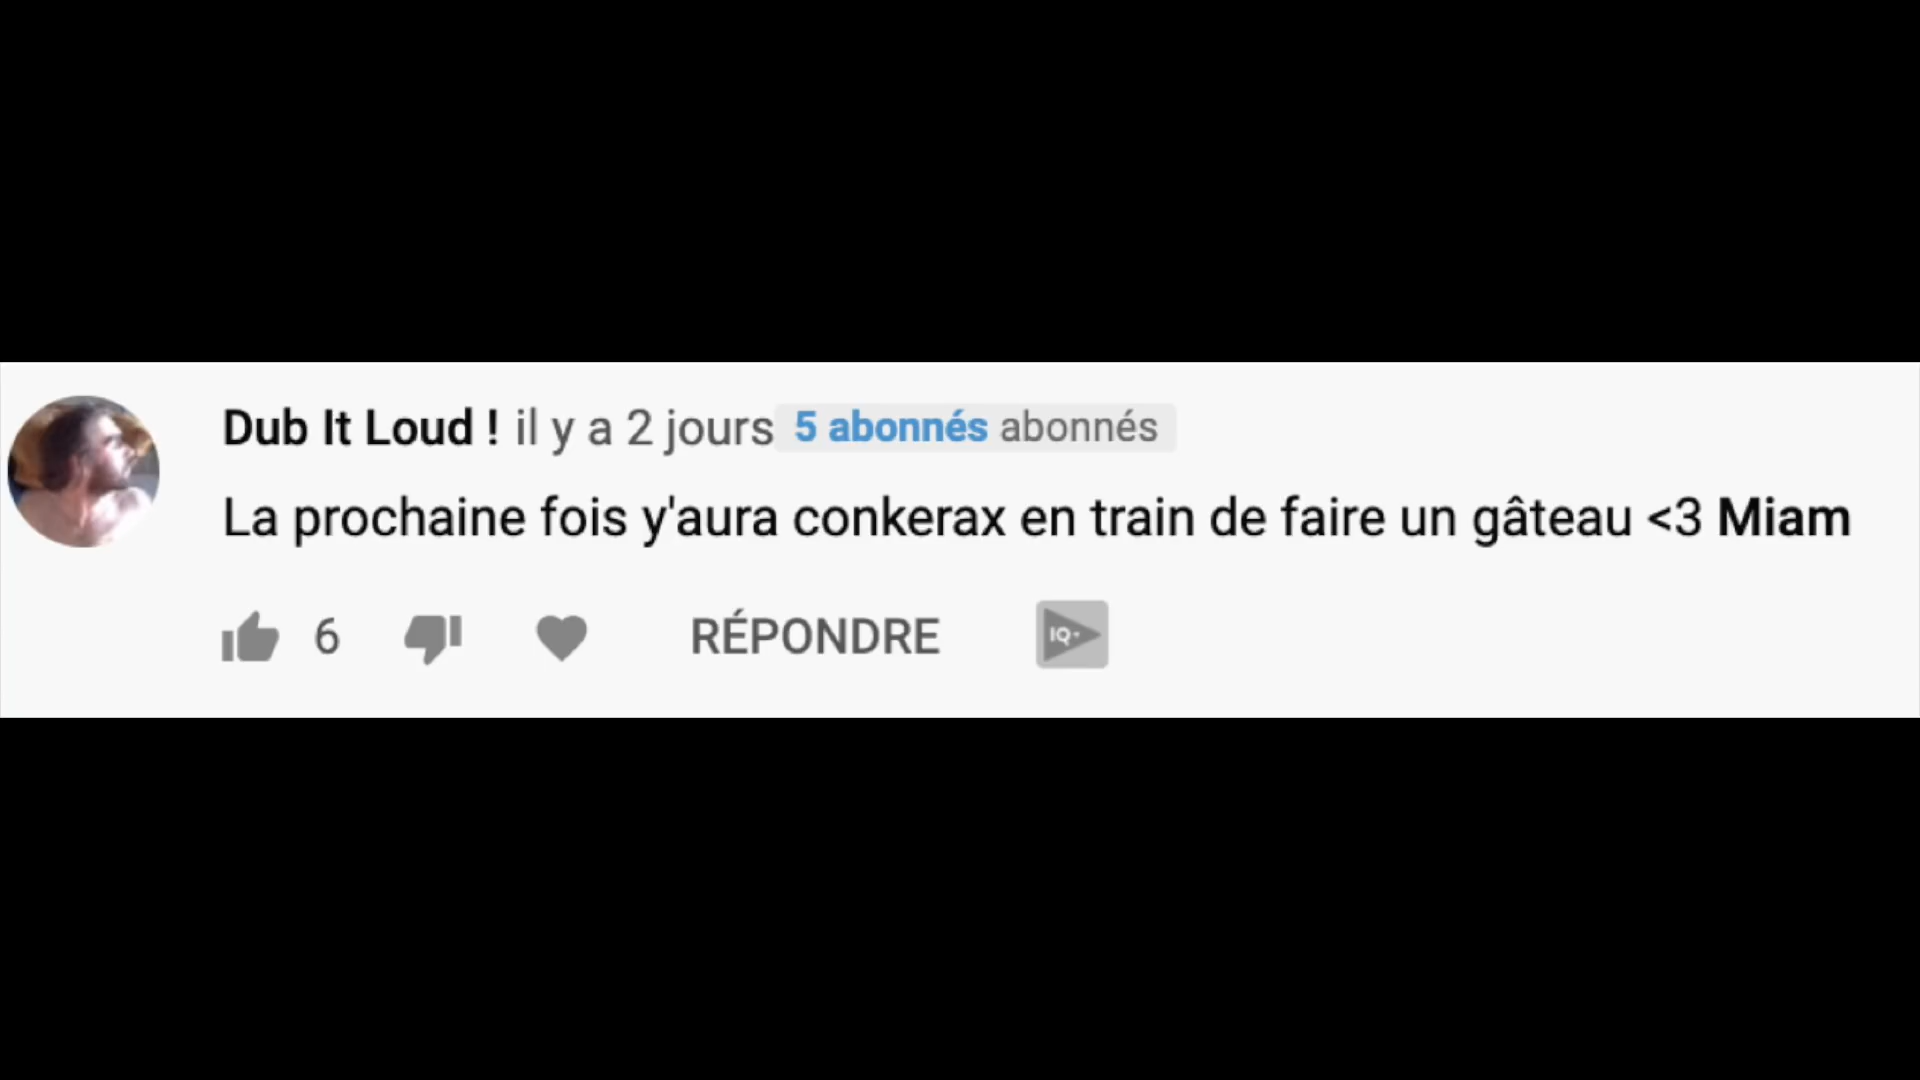 Dub It Loud ! il y a 2 jours 5 abonnés abonnés
La prochaine fois y'aura conkerax en train de faire un gâteau <3 Miam
6 RÉPONDRE IQ